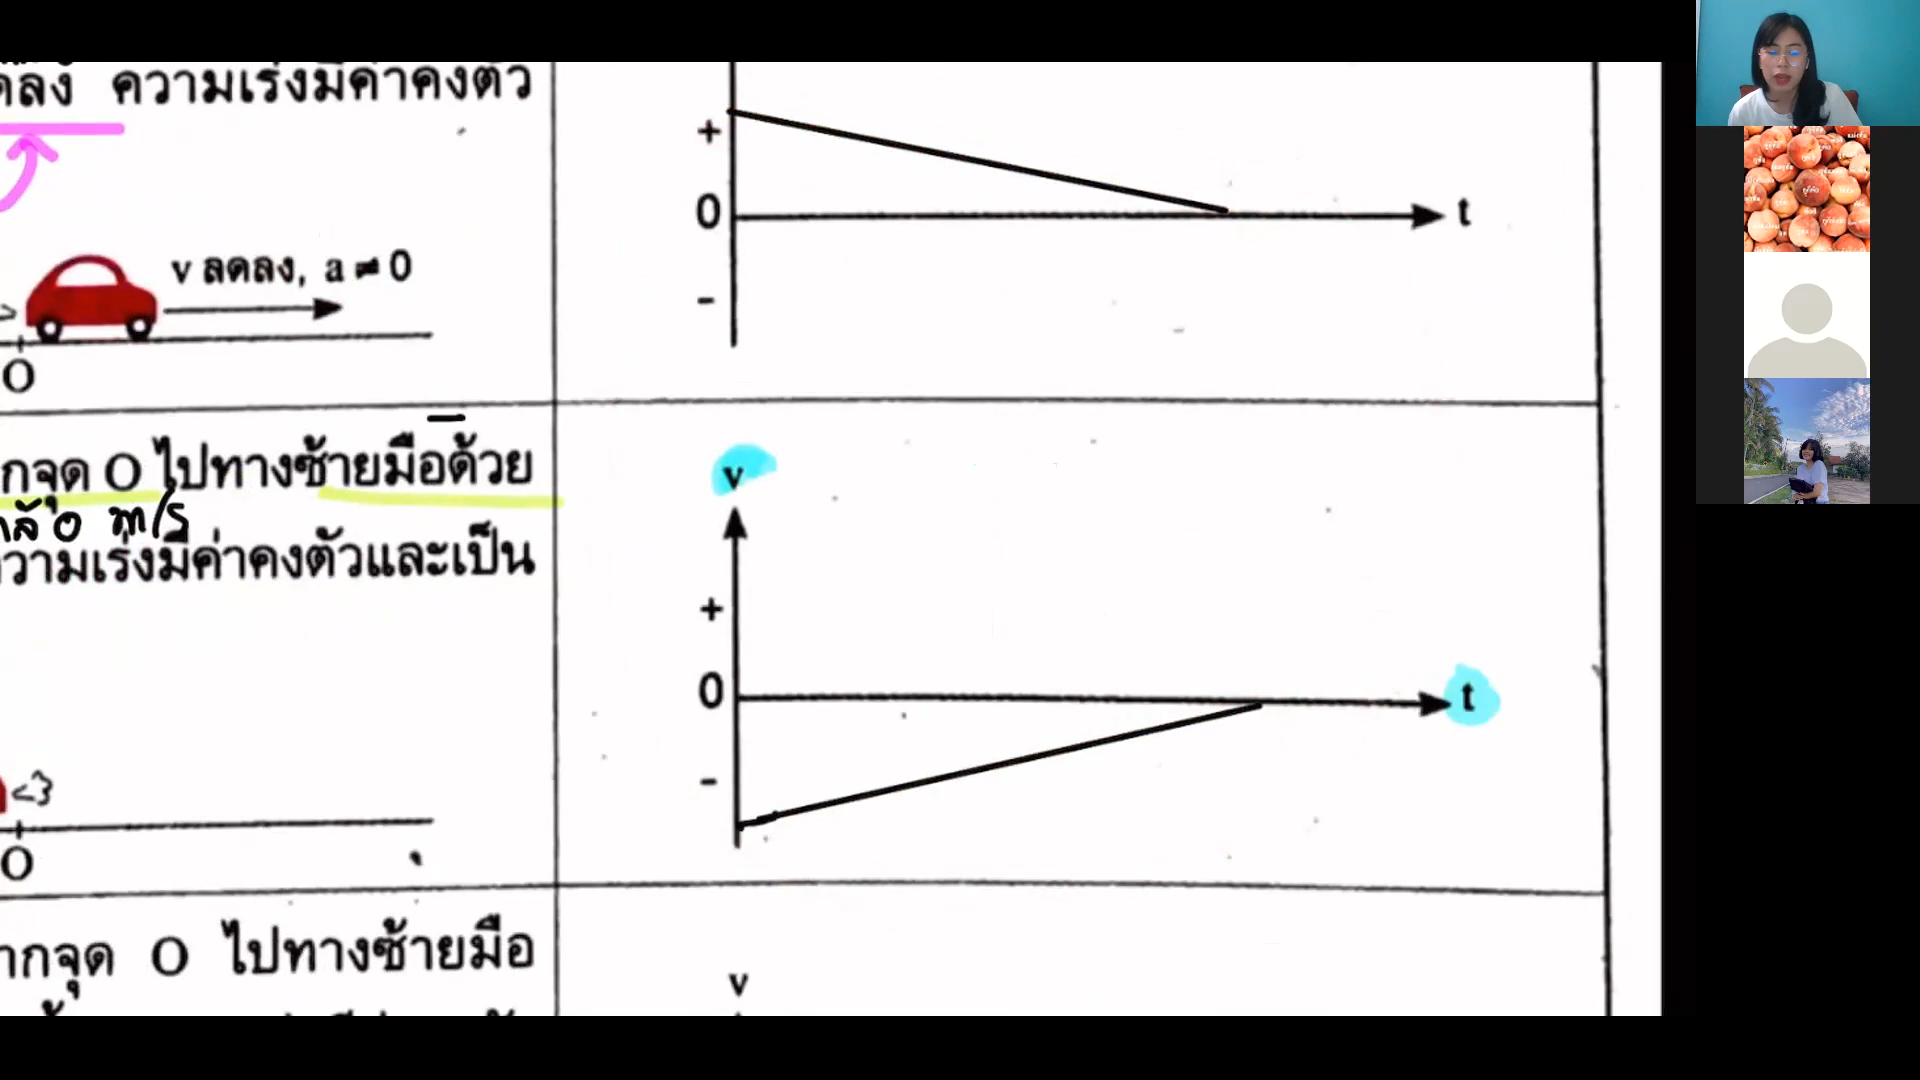 ความเร่งมีค่าคงตัว
+
0
t
-
v ลดลง, a ≠ 0
O
กจุด O ไปทางซ้ายมือด้วย
0 m/s
วามเร่งมีค่าคงตัวและเป็น
v
+
0
t
-
<3
O
ากจุด O ไปทางซ้ายมือ
v